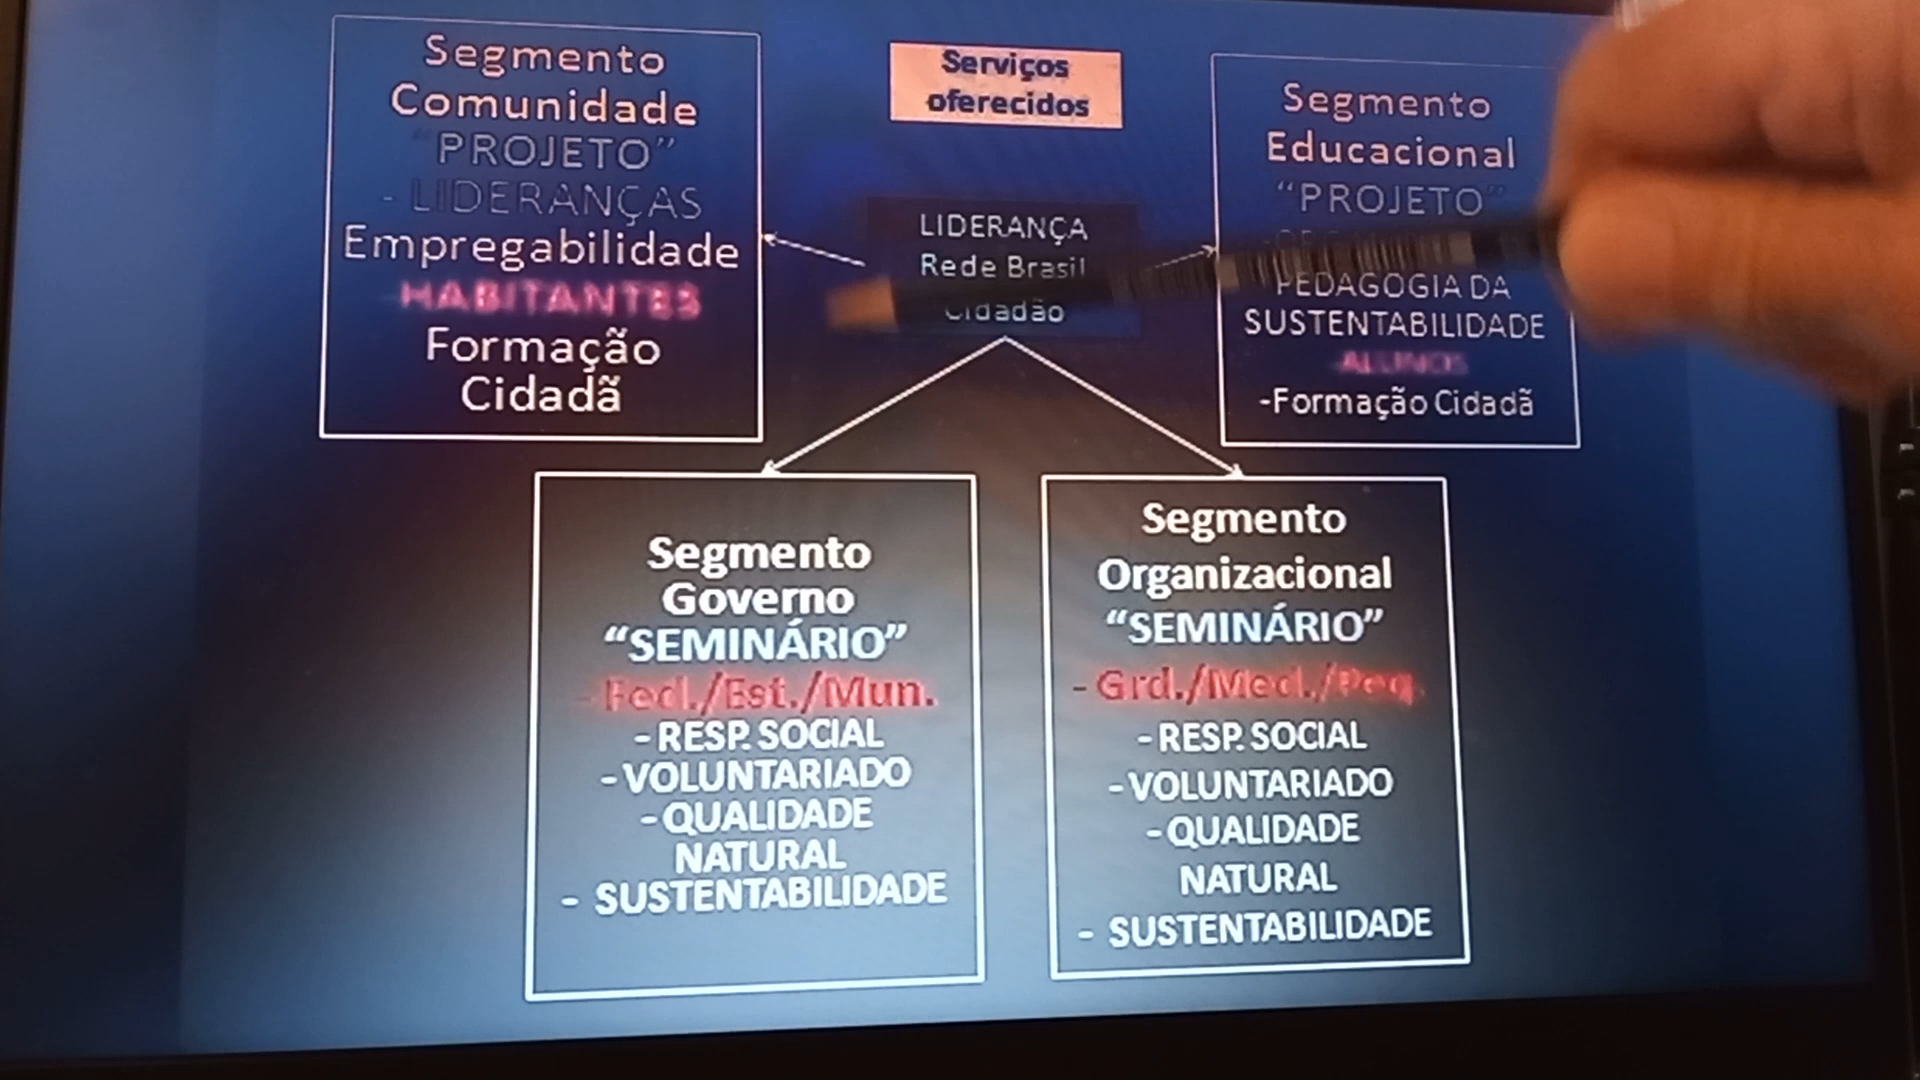 Segmento
Comunidade
“PROJETO”
- LIDERANÇAS
Empregabilidade
HABITANTES
Formação
Cidadã
Serviços
oferecidos
LIDERANÇA
Rede Brasil
Cidadão
Segmento
Educacional
“PROJETO”
PEDAGOGIA DA
SUSTENTABILIDADE
ALUNOS
-Formação Cidadã
Segmento
Governo
“SEMINÁRIO”
- Fed./Est./Mun.
- RESP. SOCIAL
- VOLUNTARIADO
- QUALIDADE
NATURAL
- SUSTENTABILIDADE
Segmento
Organizacional
“SEMINÁRIO”
- Grd./Med./Peq.
- RESP. SOCIAL
- VOLUNTARIADO
- QUALIDADE
NATURAL
- SUSTENTABILIDADE